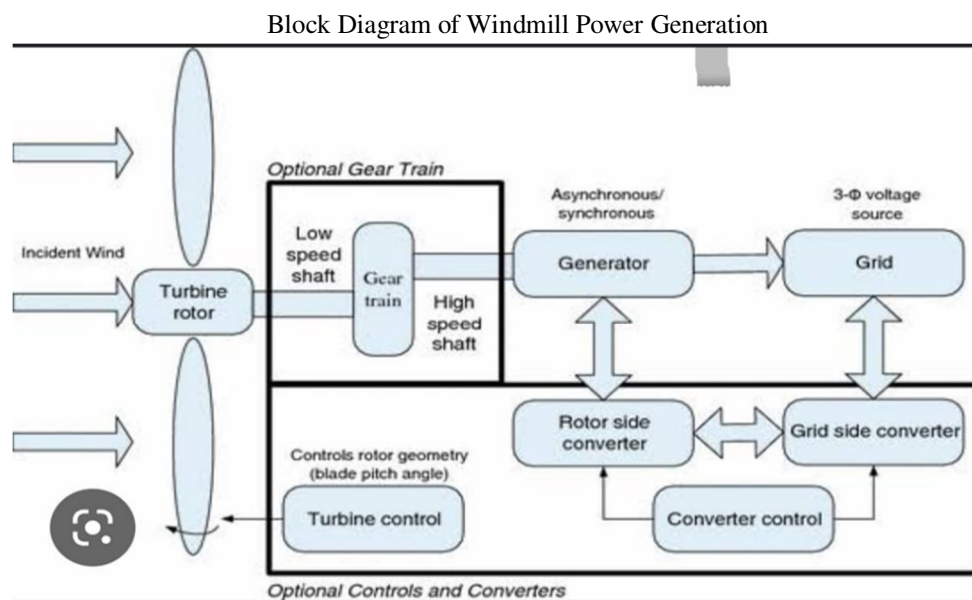 Block Diagram of Windmill Power Generation
Optional Gear Train
Asynchronous/
synchronous
3-Φ voltage
source
Incident Wind
Low
speed
shaft
Gear
train
Generator
Grid
Turbine
rotor
High
speed
shaft
Rotor side
converter
Grid side converter
Controls rotor geometry
(blade pitch angle)
Turbine control
Converter control
Optional Controls and Converters